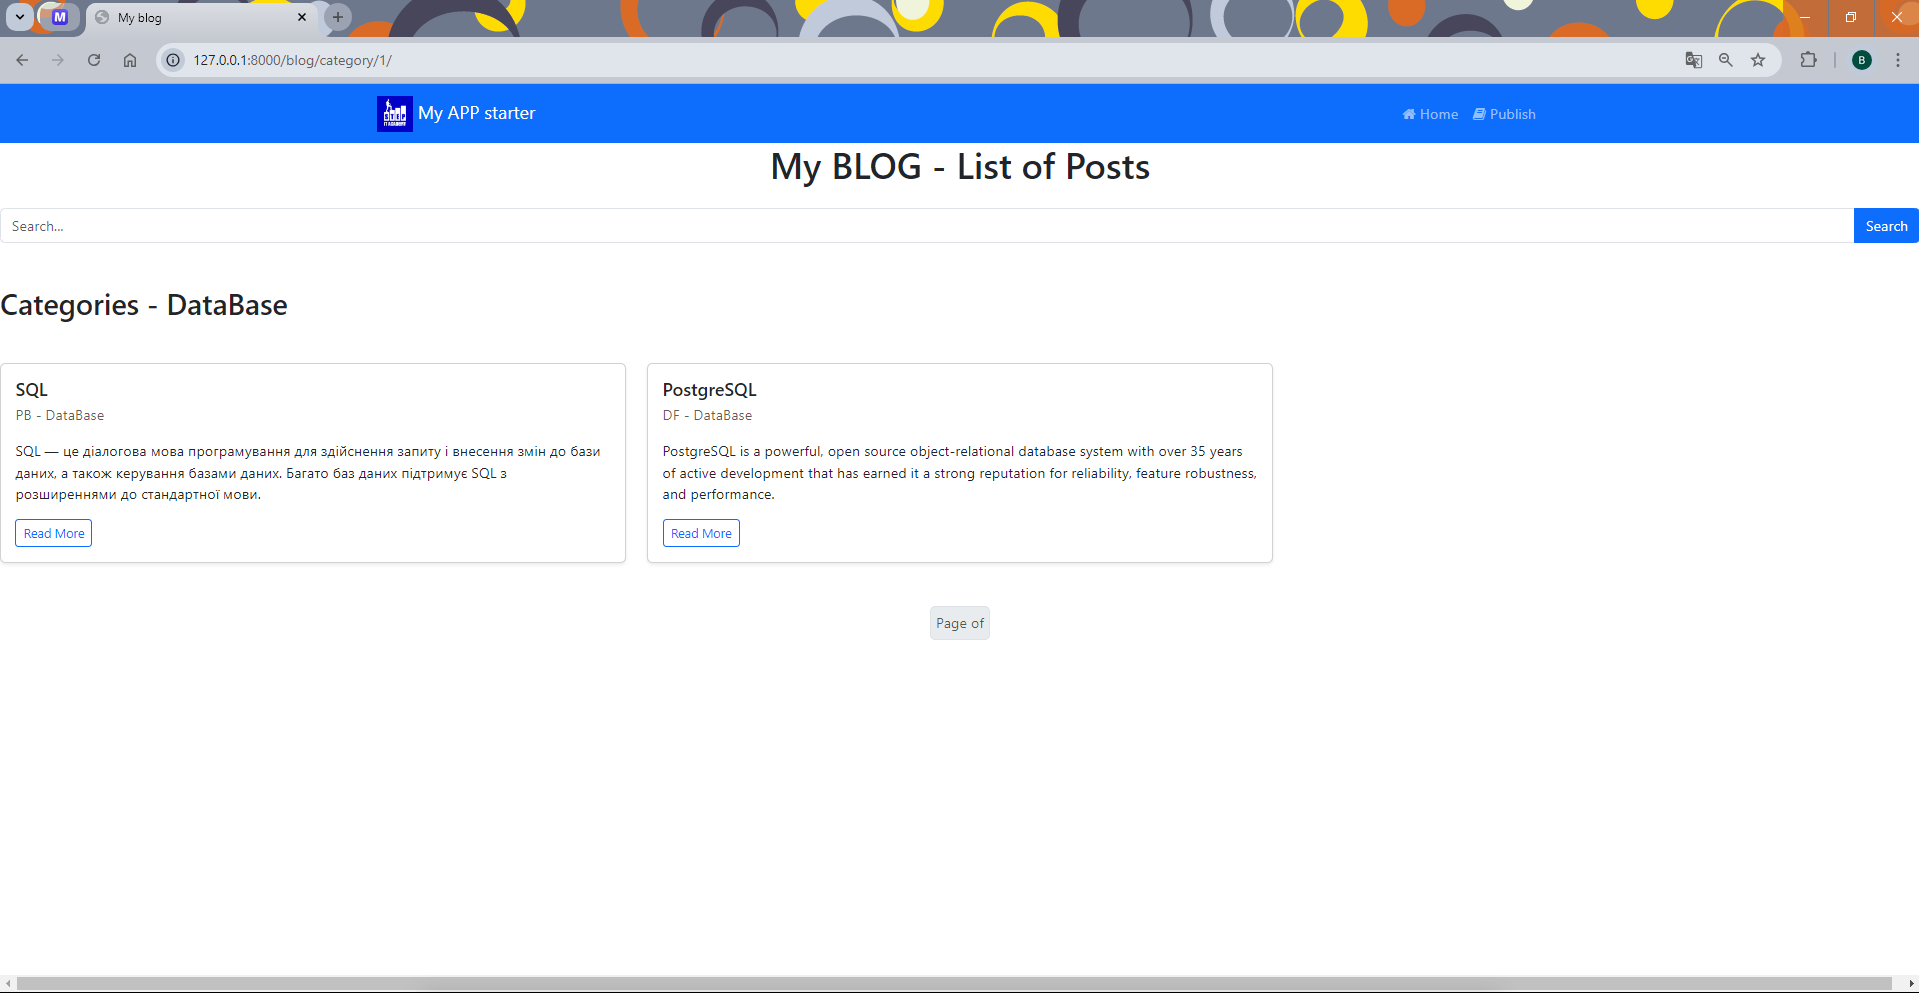 M
My blog
127.0.0.1:8000/blog/category/1/
B
STEP
IT ACADEMY
My APP starter
Home
Publish
My BLOG - List of Posts
Search...
Search
Categories - DataBase
SQL
PB - DataBase
SQL — це діалогова мова програмування для здійснення запиту і внесення змін до бази
даних, а також керування базами даних. Багато баз даних підтримує SQL з
розширеннями до стандартної мови.
Read More
PostgreSQL
DF - DataBase
PostgreSQL is a powerful, open source object-relational database system with over 35 years
of active development that has earned it a strong reputation for reliability, feature robustness,
and performance.
Read More
Page of